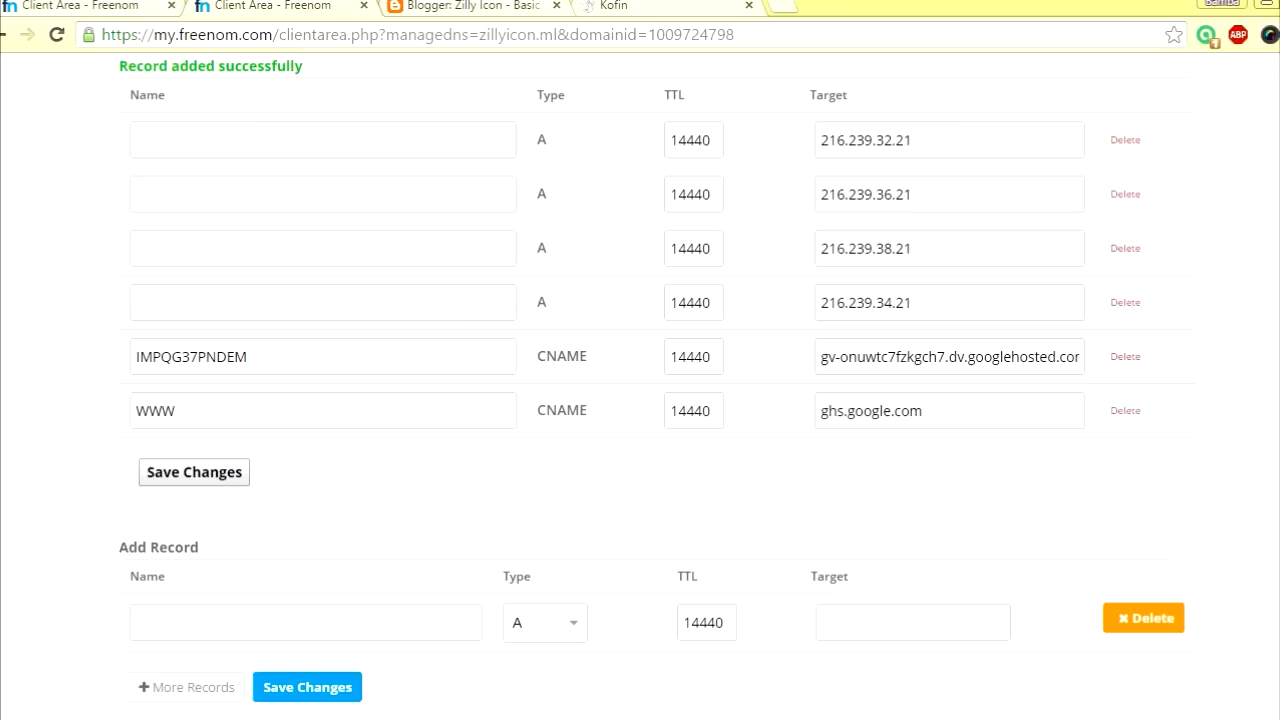 Client Area - Freenom
Client Area - Freenom
Blogger: Zilly Icon - Basic
Kofin
Bamba
https://my.freenom.com/clientarea.php?managedns=zillyicon.ml&domainid=1009724798
1
ABP
Record added successfully
Name Type TTL Target
A 14440 216.239.32.21 Delete
A 14440 216.239.36.21 Delete
A 14440 216.239.38.21 Delete
A 14440 216.239.34.21 Delete
IMPQG37PNDEM CNAME 14440 gv-onuwtc7fzkgch7.dv.googlehosted.cor Delete
WWW CNAME 14440 ghs.google.com Delete
Save Changes
Add Record
Name Type TTL Target
A 14440 Delete
More Records Save Changes